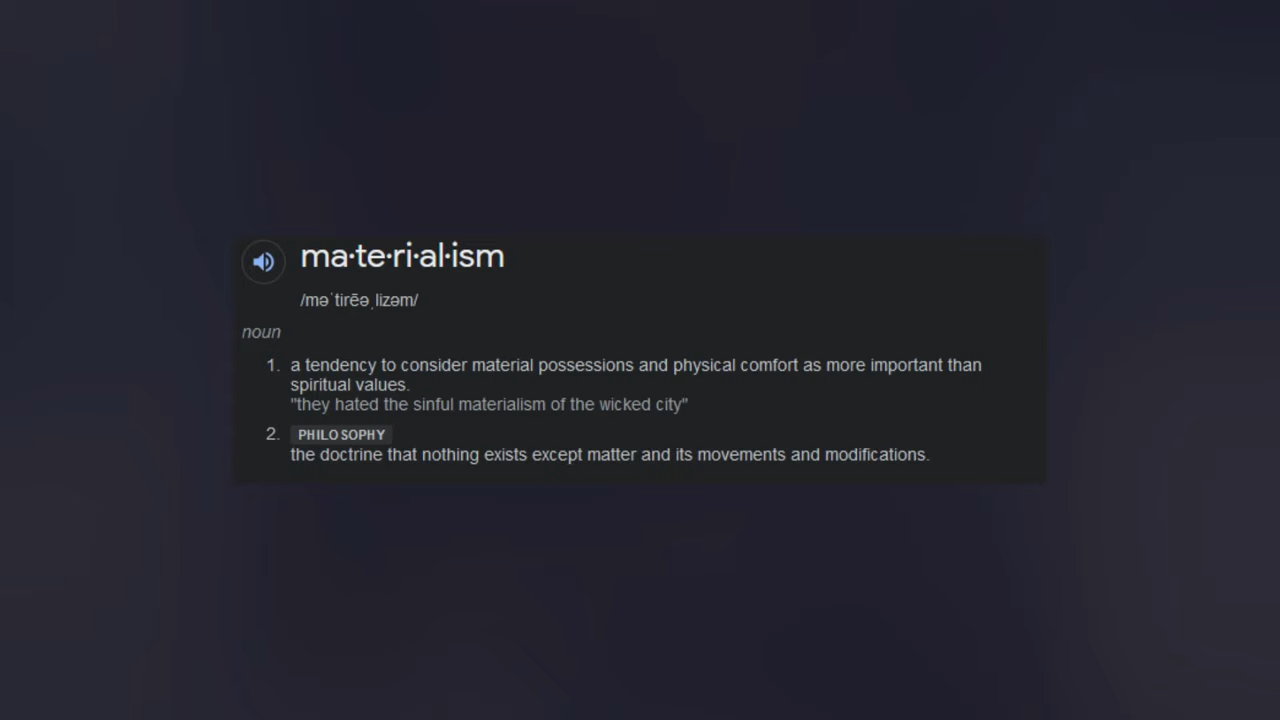 ma·te·ri·al·ism
/məˈtirēəˌlizəm/
noun
1. a tendency to consider material possessions and physical comfort as more important than
spiritual values.
"they hated the sinful materialism of the wicked city"
2. PHILOSOPHY
the doctrine that nothing exists except matter and its movements and modifications.